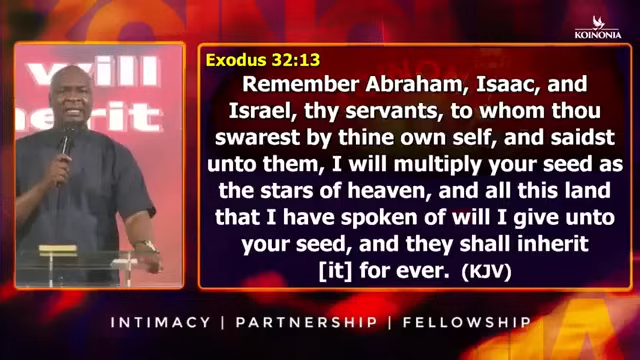 KOINONIA
will
Exodus 32:13
Remember Abraham, Isaac, and
Israel, thy servants, to whom thou
swarest by thine own self, and saidst
unto them, I will multiply your seed as
the stars of heaven, and all this land
that I have spoken of will I give unto
your seed, and they shall inherit
[it] for ever. (KJV)
INTIMACY | PARTNERSHIP | FELLOWSHIP